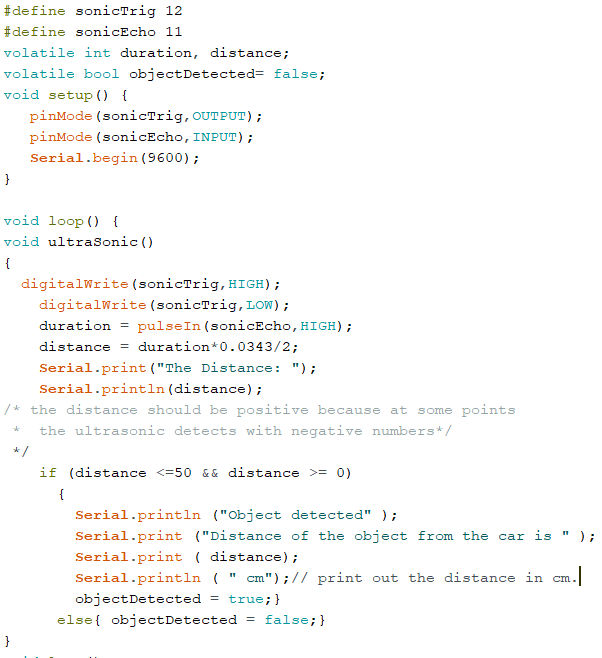 #define sonicTrig 12
#define sonicEcho 11
volatile int duration, distance;
volatile bool objectDetected= false;
void setup() {
   pinMode(sonicTrig,OUTPUT);
   pinMode(sonicEcho,INPUT);
   Serial.begin(9600);
}

void loop() {
void ultraSonic()
{
  digitalWrite(sonicTrig,HIGH);
    digitalWrite(sonicTrig,LOW);
    duration = pulseIn(sonicEcho,HIGH);
    distance = duration*0.0343/2;
    Serial.print("The Distance: ");
    Serial.println(distance);
/* the distance should be positive because at some points
 *  the ultrasonic detects with negative numbers*/
 */
    if (distance <=50 && distance >= 0)
      {
        Serial.println ("Object detected" );
        Serial.print ("Distance of the object from the car is " );
        Serial.print ( distance);
        Serial.println ( " cm");// print out the distance in cm.
        objectDetected = true;}
      else{ objectDetected = false;}
}